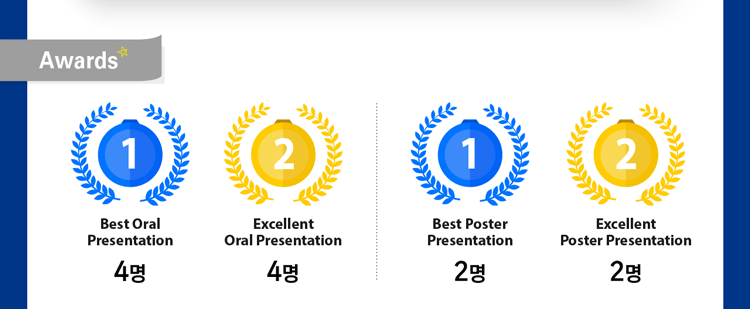 Awards
1
2
1
2
Best Oral
Presentation
4명
Excellent
Oral Presentation
4명
Best Poster
Presentation
2명
Excellent
Poster Presentation
2명